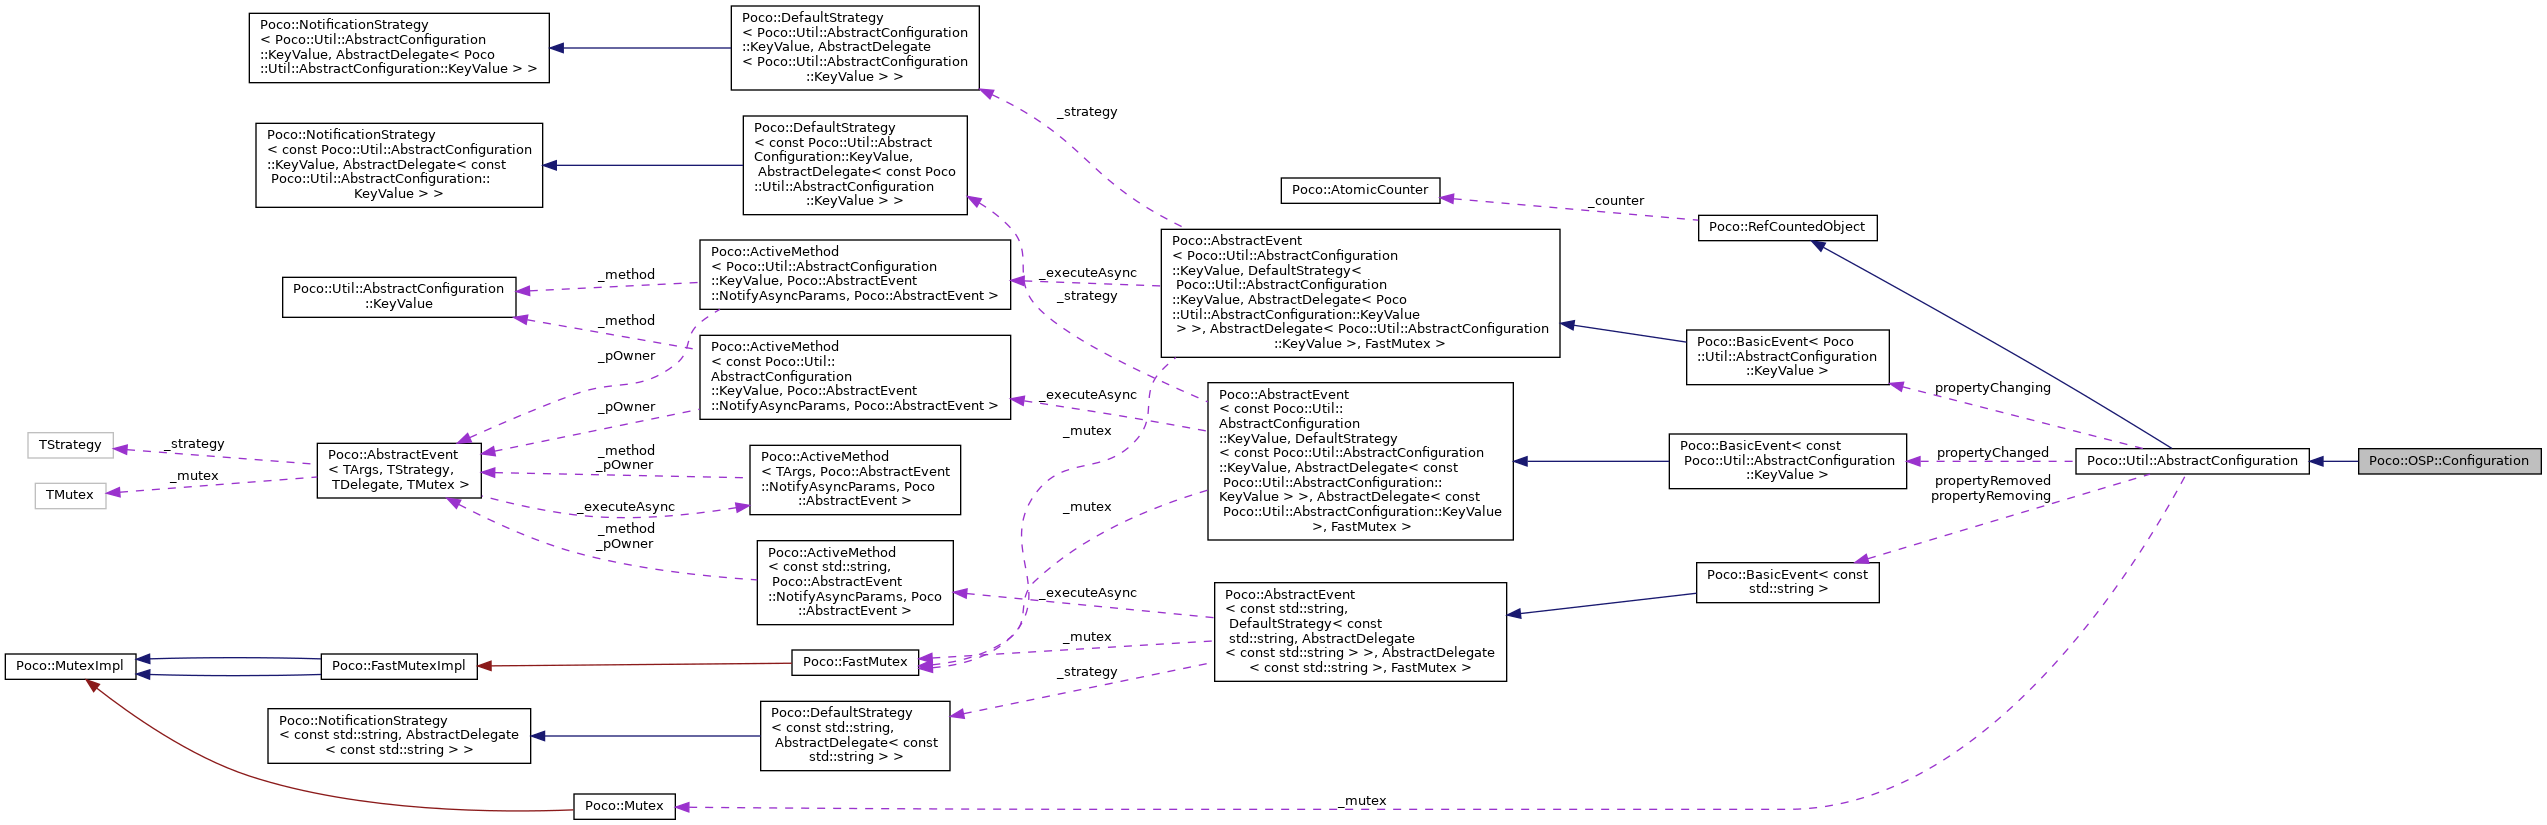 Poco::NotificationStrategy
< Poco::Util::AbstractConfiguration
::KeyValue, AbstractDelegate< Poco
::Util::AbstractConfiguration::KeyValue > >
Poco::DefaultStrategy
< Poco::Util::AbstractConfiguration
::KeyValue, AbstractDelegate
< Poco::Util::AbstractConfiguration
::KeyValue > >
_strategy
Poco::NotificationStrategy
< const Poco::Util::AbstractConfiguration
::KeyValue, AbstractDelegate< const
Poco::Util::AbstractConfiguration::
KeyValue > >
Poco::DefaultStrategy
< const Poco::Util::Abstract
Configuration::KeyValue,
AbstractDelegate< const Poco
::Util::AbstractConfiguration
::KeyValue > >
Poco::AtomicCounter
_counter
Poco::RefCountedObject
Poco::Util::AbstractConfiguration
::KeyValue
_method
_method
_pOwner
_pOwner
Poco::ActiveMethod
< Poco::Util::AbstractConfiguration
::KeyValue, Poco::AbstractEvent
::NotifyAsyncParams, Poco::AbstractEvent >
_executeAsync
_strategy
Poco::AbstractEvent
< Poco::Util::AbstractConfiguration
::KeyValue, DefaultStrategy<
Poco::Util::AbstractConfiguration
::KeyValue, AbstractDelegate< Poco
::Util::AbstractConfiguration::KeyValue
> >, AbstractDelegate< Poco::Util::AbstractConfiguration
::KeyValue >, FastMutex >
Poco::BasicEvent< Poco
::Util::AbstractConfiguration
::KeyValue >
propertyChanging
Poco::ActiveMethod
< const Poco::Util::
AbstractConfiguration
::KeyValue, Poco::AbstractEvent
::NotifyAsyncParams, Poco::AbstractEvent >
_executeAsync
_mutex
_mutex
Poco::AbstractEvent
< const Poco::Util::
AbstractConfiguration
::KeyValue, DefaultStrategy
< const Poco::Util::AbstractConfiguration
::KeyValue, AbstractDelegate< const
Poco::Util::AbstractConfiguration::
KeyValue > >, AbstractDelegate< const
Poco::Util::AbstractConfiguration::KeyValue
>, FastMutex >
Poco::BasicEvent< const
Poco::Util::AbstractConfiguration
::KeyValue >
propertyChanged
propertyRemoved
propertyRemoving
Poco::Util::AbstractConfiguration
Poco::OSP::Configuration
TStrategy
_strategy
TMutex
_mutex
Poco::AbstractEvent
< TArgs, TStrategy,
TDelegate, TMutex >
_method
_pOwner
_executeAsync
_method
_pOwner
Poco::ActiveMethod
< TArgs, Poco::AbstractEvent
::NotifyAsyncParams, Poco
::AbstractEvent >
Poco::ActiveMethod
< const std::string,
Poco::AbstractEvent
::NotifyAsyncParams, Poco
::AbstractEvent >
_executeAsync
_mutex
_strategy
Poco::AbstractEvent
< const std::string,
DefaultStrategy< const
std::string, AbstractDelegate
< const std::string > >, AbstractDelegate
< const std::string >, FastMutex >
Poco::BasicEvent< const
std::string >
Poco::MutexImpl
Poco::FastMutexImpl
Poco::FastMutex
Poco::NotificationStrategy
< const std::string, AbstractDelegate
< const std::string > >
Poco::DefaultStrategy
< const std::string,
AbstractDelegate< const
std::string > >
Poco::Mutex
_mutex